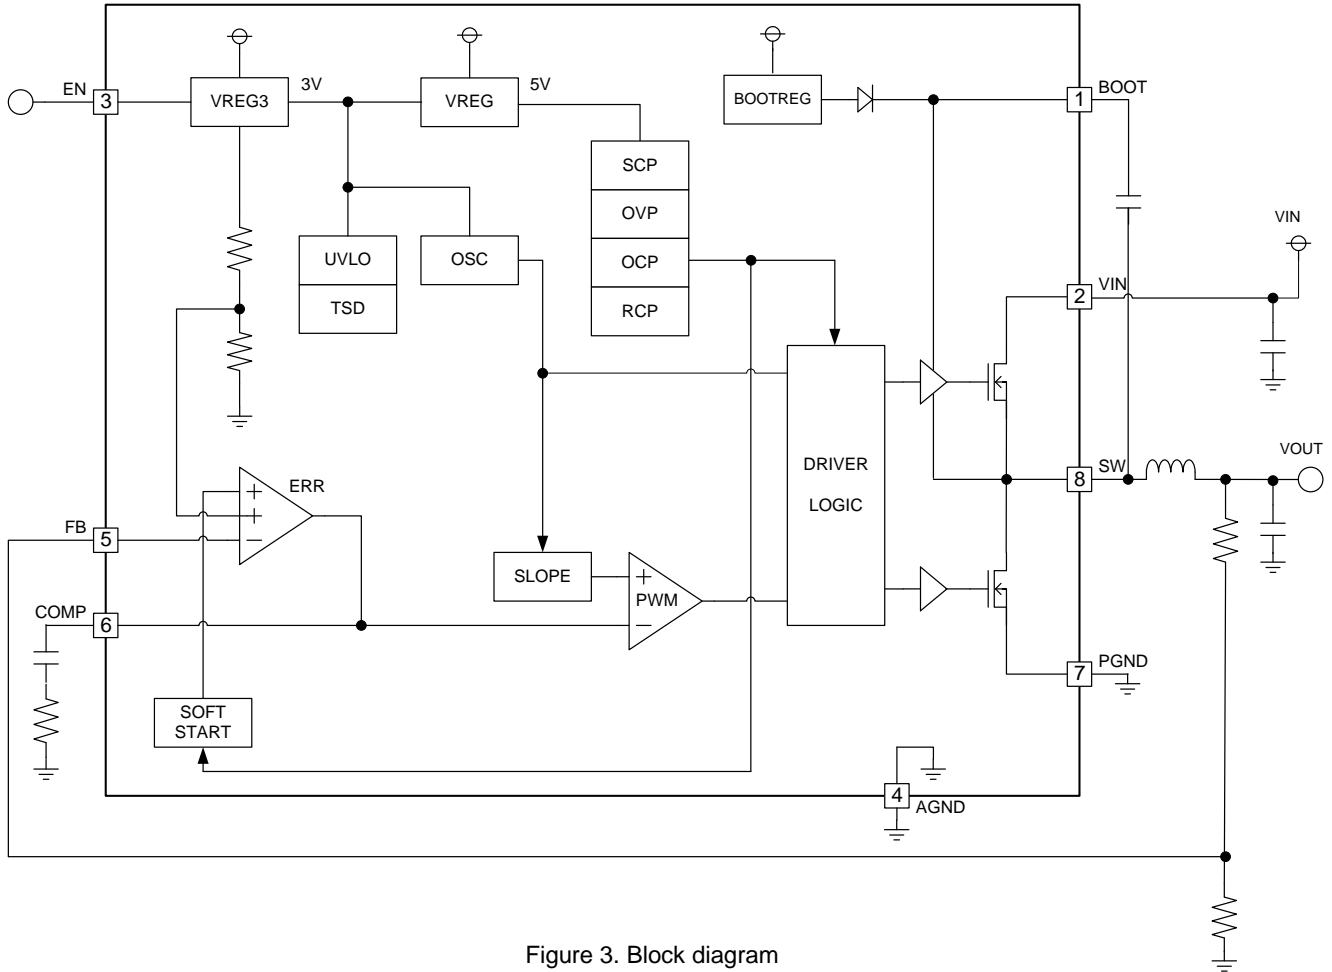 EN
3
VREG3
3V
VREG
5V
BOOTREG
1
BOOT
SCP
OVP
OCP
RCP
UVLO
TSD
OSC
VIN
2
VIN
DRIVER
LOGIC
8
SW
VOUT
ERR
+
+
−
FB
5
SLOPE
+
PWM
−
COMP
6
7
PGND
SOFT
START
4
AGND
Figure 3. Block diagram